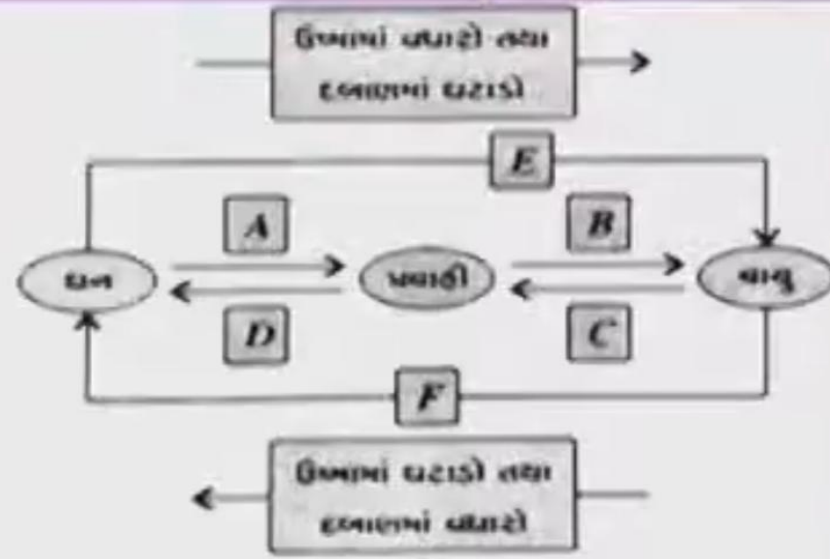 ઉષ્મામાં વધારો તથા
દબાણમાં ઘટાડો
E
A
B
ઘન
પ્રવાહી
વાયુ
D
C
F
ઉષ્મામાં ઘટાડો તથા
દબાણમાં વધારો